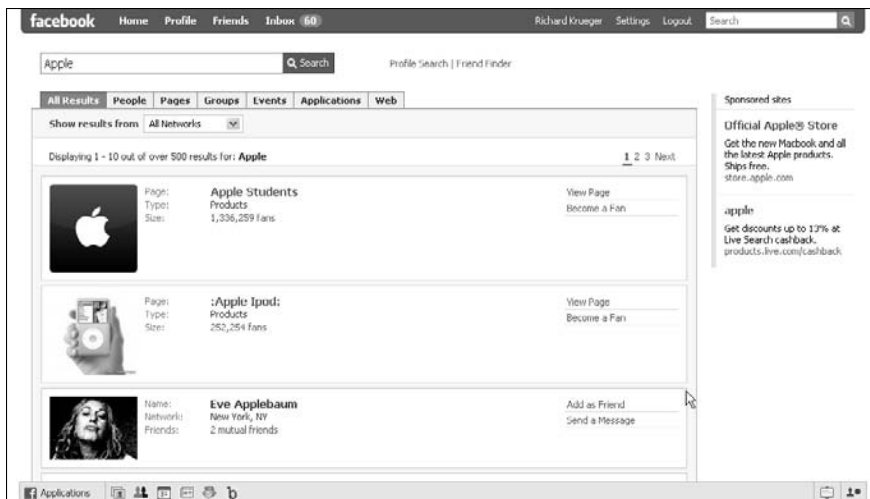 facebook Home Profile Friends Inbox 60 Richard Krueger Settings Logout Search
Apple Search Profile Search | Friend Finder
All Results People Pages Groups Events Applications Web
Show results from All Networks
Displaying 1 - 10 out of over 500 results for: Apple 1 2 3 Next
Page: Apple Students View Page
Type: Products Become a Fan
Size: 1,336,259 fans
Page: :Apple Ipod: View Page
Type: Products Become a Fan
Size: 252,254 fans
Name: Eve Applebaum Add as Friend
Network: New York, NY Send a Message
Friends: 2 mutual friends
Sponsored sites
Official Apple® Store
Get the new Macbook and all
the latest Apple products.
Ships free.
store.apple.com
apple
Get discounts up to 13% at
Live Search cashback.
products.live.com/cashback
Applications